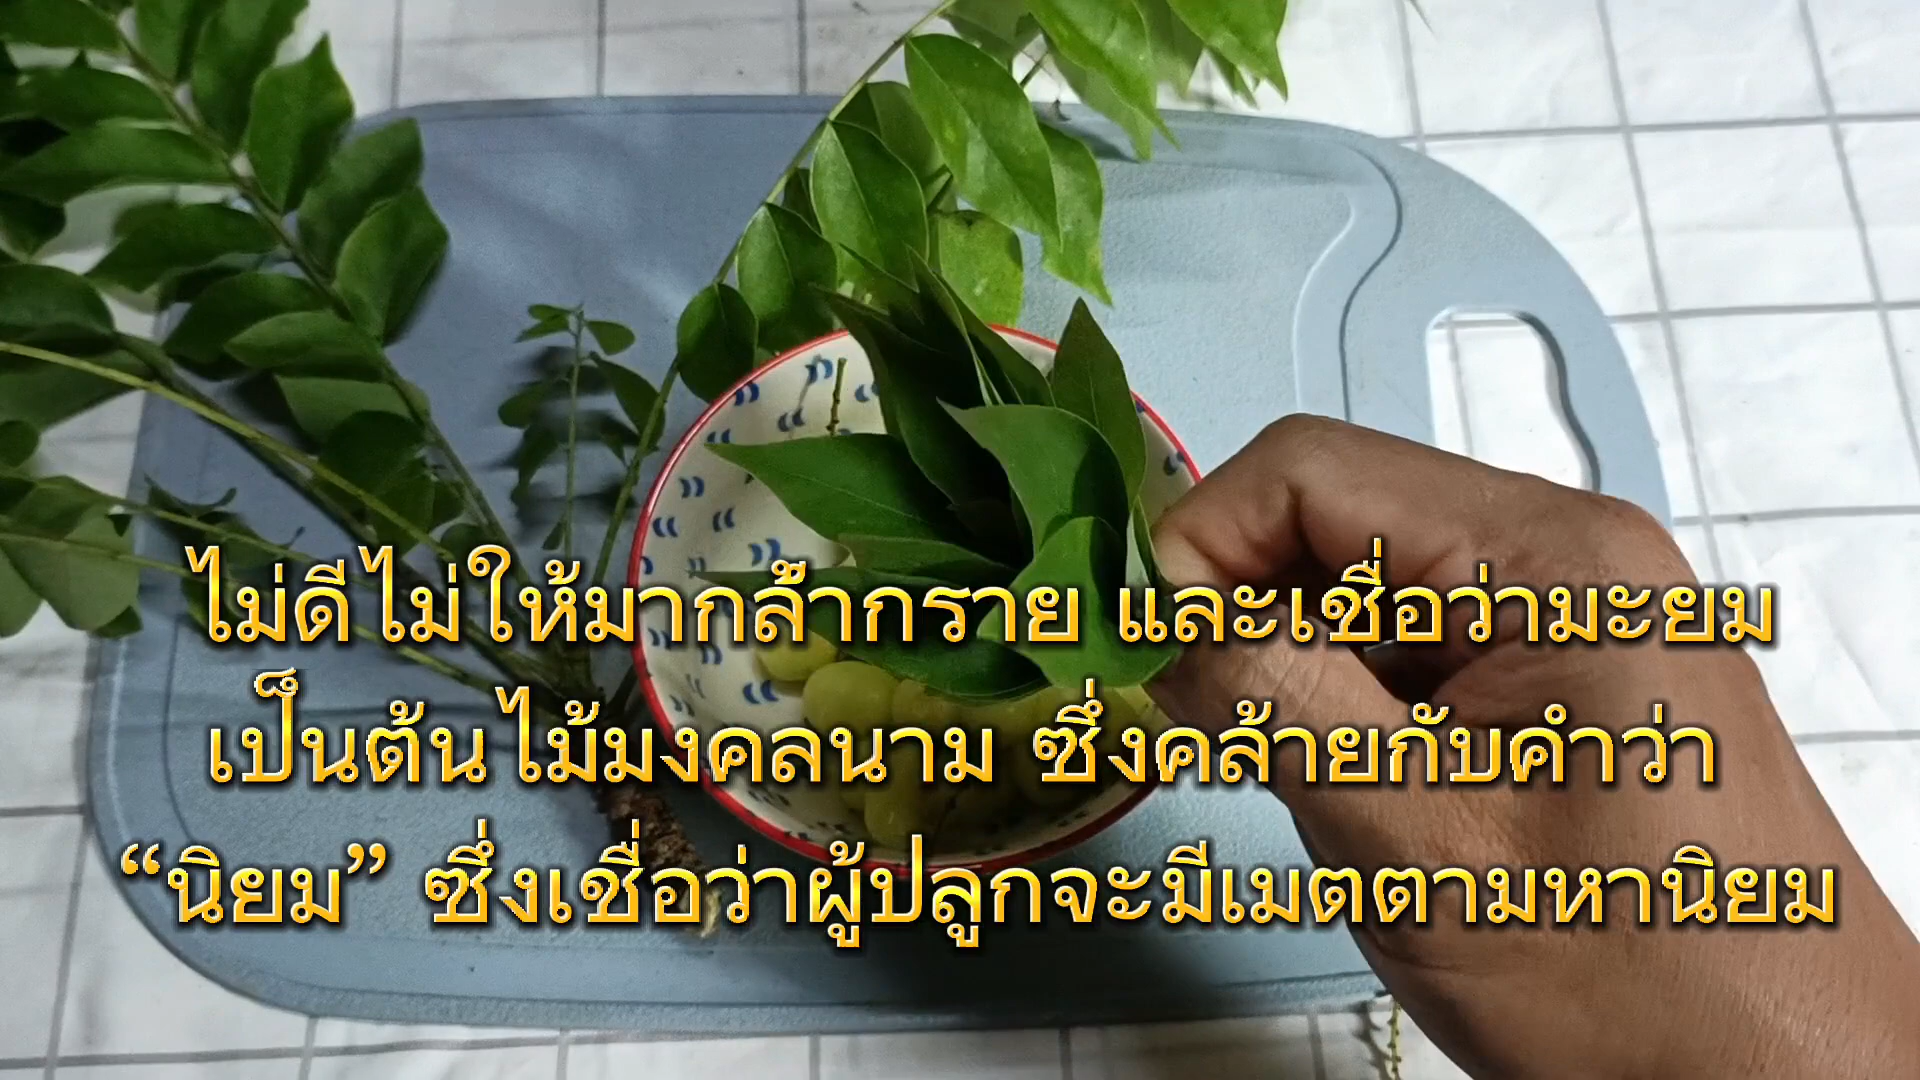 ไม่ดีไม่ให้มากล้ำกราย และเชื่อว่ามะยม
เป็นต้นไม้มงคลนาม ซึ่งคล้ายกับคำว่า
“นิยม” ซึ่งเชื่อว่าผู้ปลูกจะมีเมตตามหานิยม